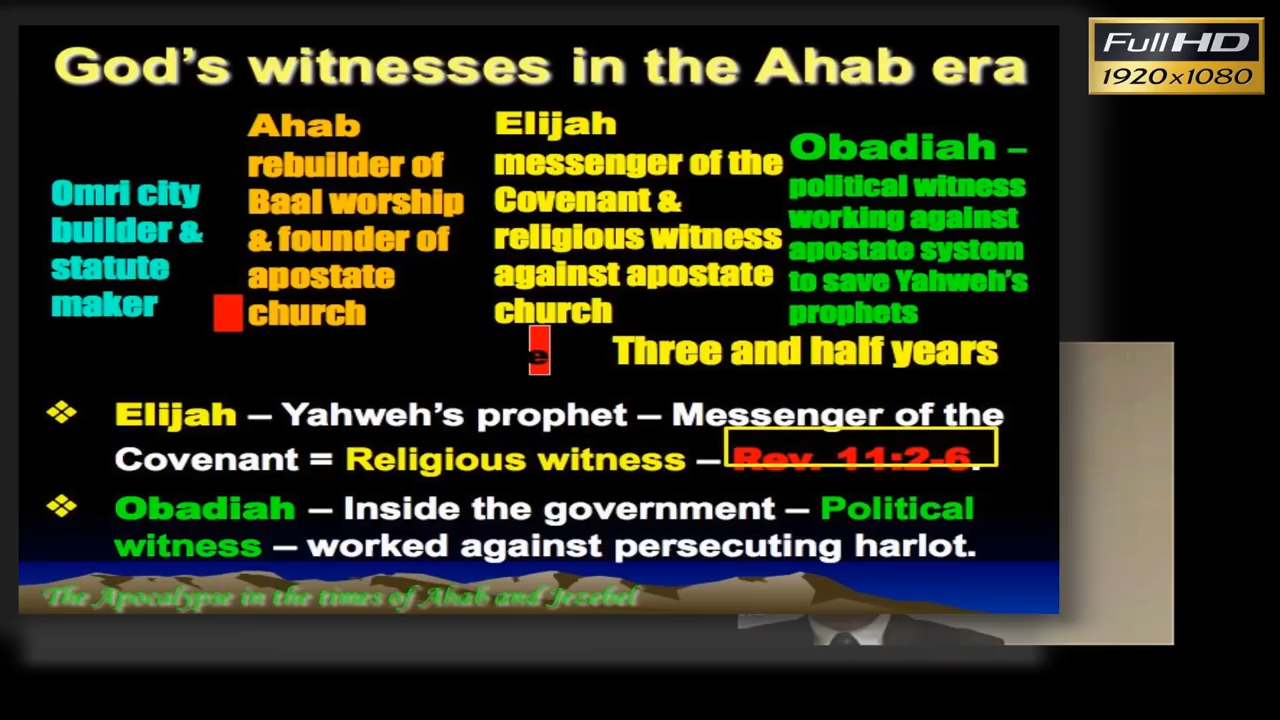 God's witnesses in the Ahab era
Full HD
1920x1080
Omri city
builder &
statute
maker
Ahab
rebuilder of
Baal worship
& founder of
apostate
church
Elijah
messenger of the
Covenant &
religious witness
against apostate
church
Obadiah –
political witness
working against
apostate system
to save Yahweh's
prophets
e
Three and half years
❖ Elijah – Yahweh's prophet – Messenger of the
Covenant = Religious witness – Rev. 11:2-6.
❖ Obadiah – Inside the government – Political
witness – worked against persecuting harlot.
The Apocalypse in the times of Ahab and Jezebel